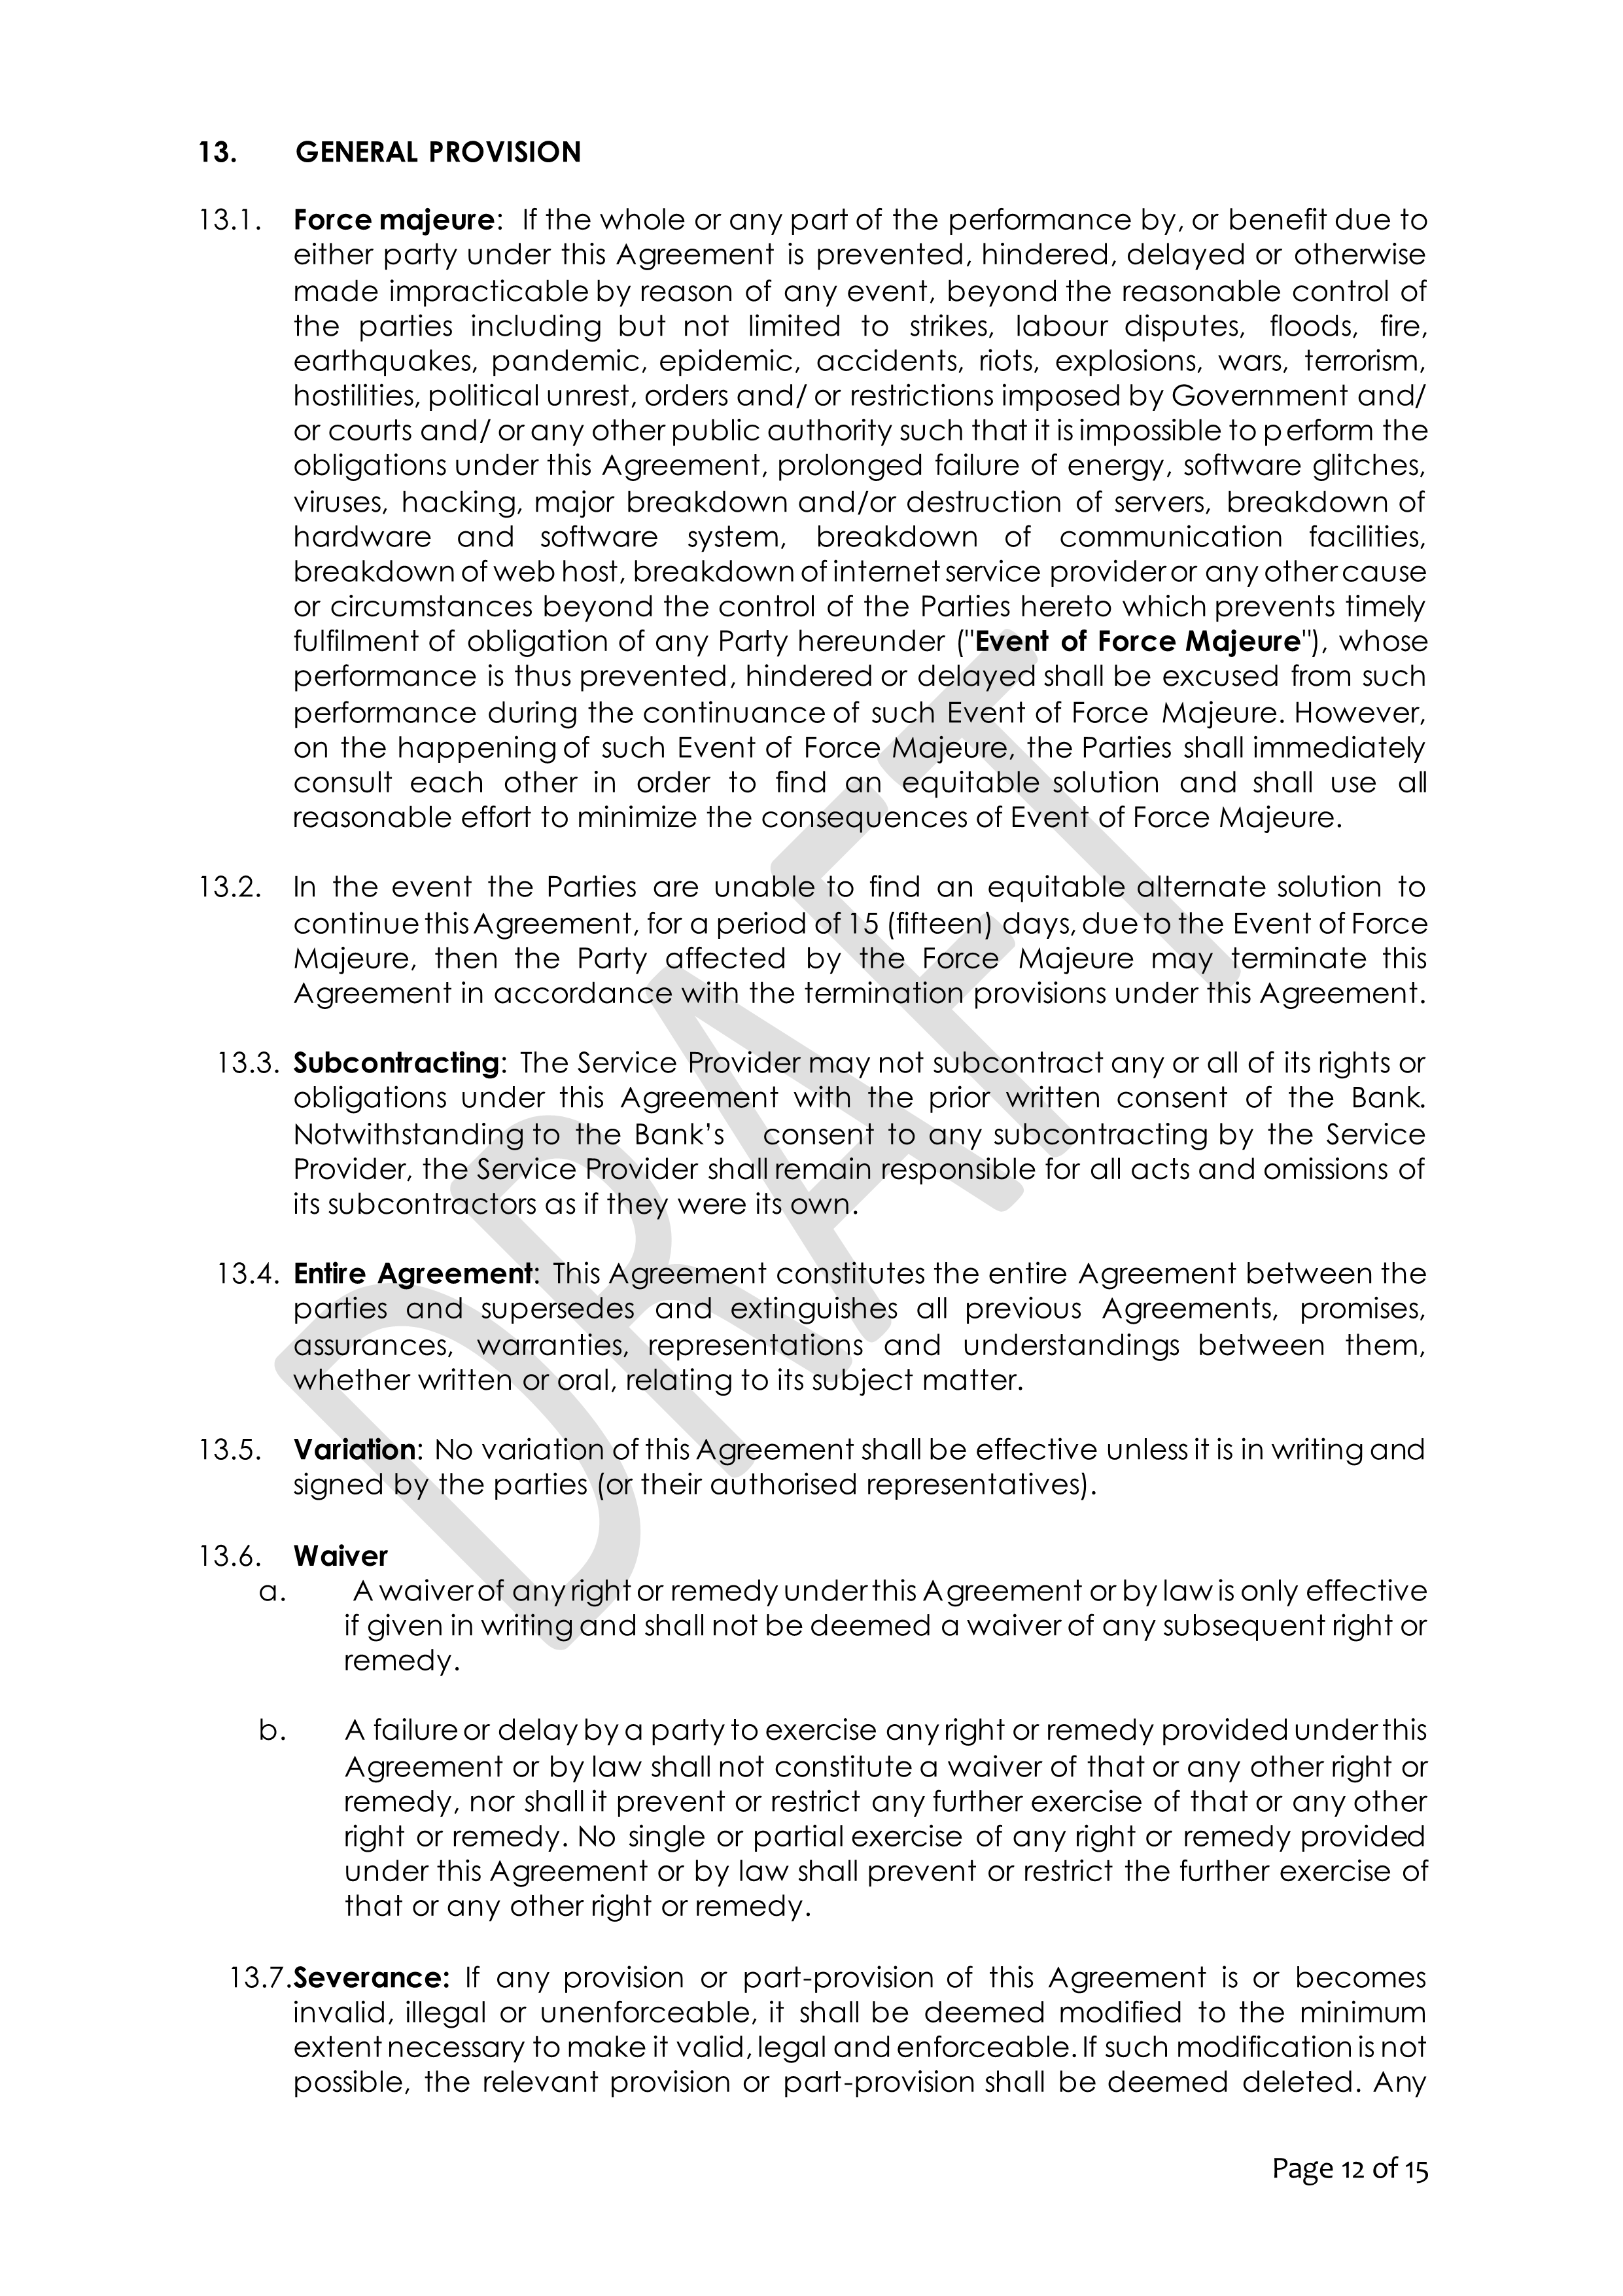 13. GENERAL PROVISION
13.1. Force majeure: If the whole or any part of the performance by, or benefit due to
either party under this Agreement is prevented, hindered, delayed or otherwise
made impracticable by reason of any event, beyond the reasonable control of
the parties including but not limited to strikes, labour disputes, floods, fire,
earthquakes, pandemic, epidemic, accidents, riots, explosions, wars, terrorism,
hostilities, political unrest, orders and/ or restrictions imposed by Government and/
or courts and/ or any other public authority such that it is impossible to perform the
obligations under this Agreement, prolonged failure of energy, software glitches,
viruses, hacking, major breakdown and/or destruction of servers, breakdown of
hardware and software system, breakdown of communication facilities,
breakdown of web host, breakdown of internet service provider or any other cause
or circumstances beyond the control of the Parties hereto which prevents timely
fulfilment of obligation of any Party hereunder ("Event of Force Majeure"), whose
performance is thus prevented, hindered or delayed shall be excused from such
performance during the continuance of such Event of Force Majeure. However,
on the happening of such Event of Force Majeure, the Parties shall immediately
consult each other in order to find an equitable solution and shall use all
reasonable effort to minimize the consequences of Event of Force Majeure.
13.2. In the event the Parties are unable to find an equitable alternate solution to
continue this Agreement, for a period of 15 (fifteen) days, due to the Event of Force
Majeure, then the Party affected by the Force Majeure may terminate this
Agreement in accordance with the termination provisions under this Agreement.
13.3. Subcontracting: The Service Provider may not subcontract any or all of its rights or
obligations under this Agreement with the prior written consent of the Bank.
Notwithstanding to the Bank’s consent to any subcontracting by the Service
Provider, the Service Provider shall remain responsible for all acts and omissions of
its subcontractors as if they were its own.
13.4. Entire Agreement: This Agreement constitutes the entire Agreement between the
parties and supersedes and extinguishes all previous Agreements, promises,
assurances, warranties, representations and understandings between them,
whether written or oral, relating to its subject matter.
13.5. Variation: No variation of this Agreement shall be effective unless it is in writing and
signed by the parties (or their authorised representatives).
13.6. Waiver
a. A waiver of any right or remedy under this Agreement or by law is only effective
if given in writing and shall not be deemed a waiver of any subsequent right or
remedy.
b. A failure or delay by a party to exercise any right or remedy provided under this
Agreement or by law shall not constitute a waiver of that or any other right or
remedy, nor shall it prevent or restrict any further exercise of that or any other
right or remedy. No single or partial exercise of any right or remedy provided
under this Agreement or by law shall prevent or restrict the further exercise of
that or any other right or remedy.
13.7. Severance: If any provision or part-provision of this Agreement is or becomes
invalid, illegal or unenforceable, it shall be deemed modified to the minimum
extent necessary to make it valid, legal and enforceable. If such modification is not
possible, the relevant provision or part-provision shall be deemed deleted. Any
Page 12 of 15
DRAFT